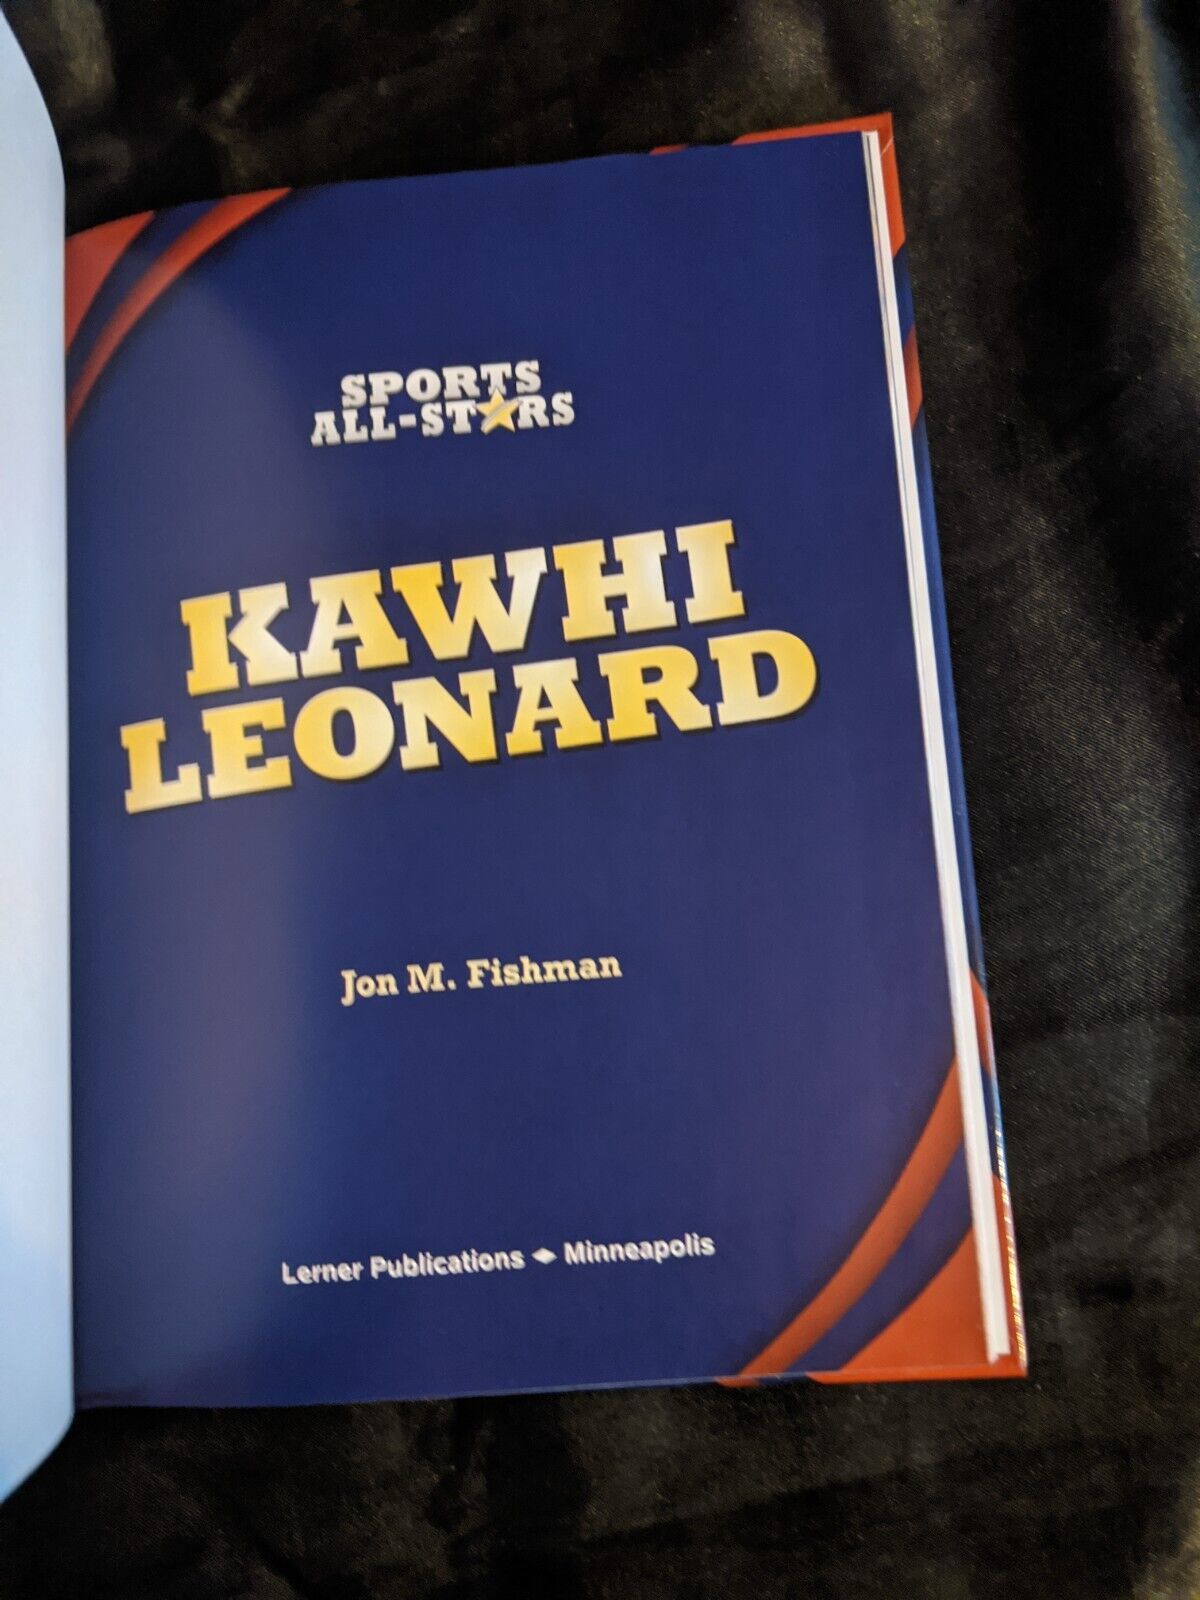 SPORTS
ALL-STARS
KAWHI
LEONARD
Jon M. Fishman
Lerner Publications ◆ Minneapolis